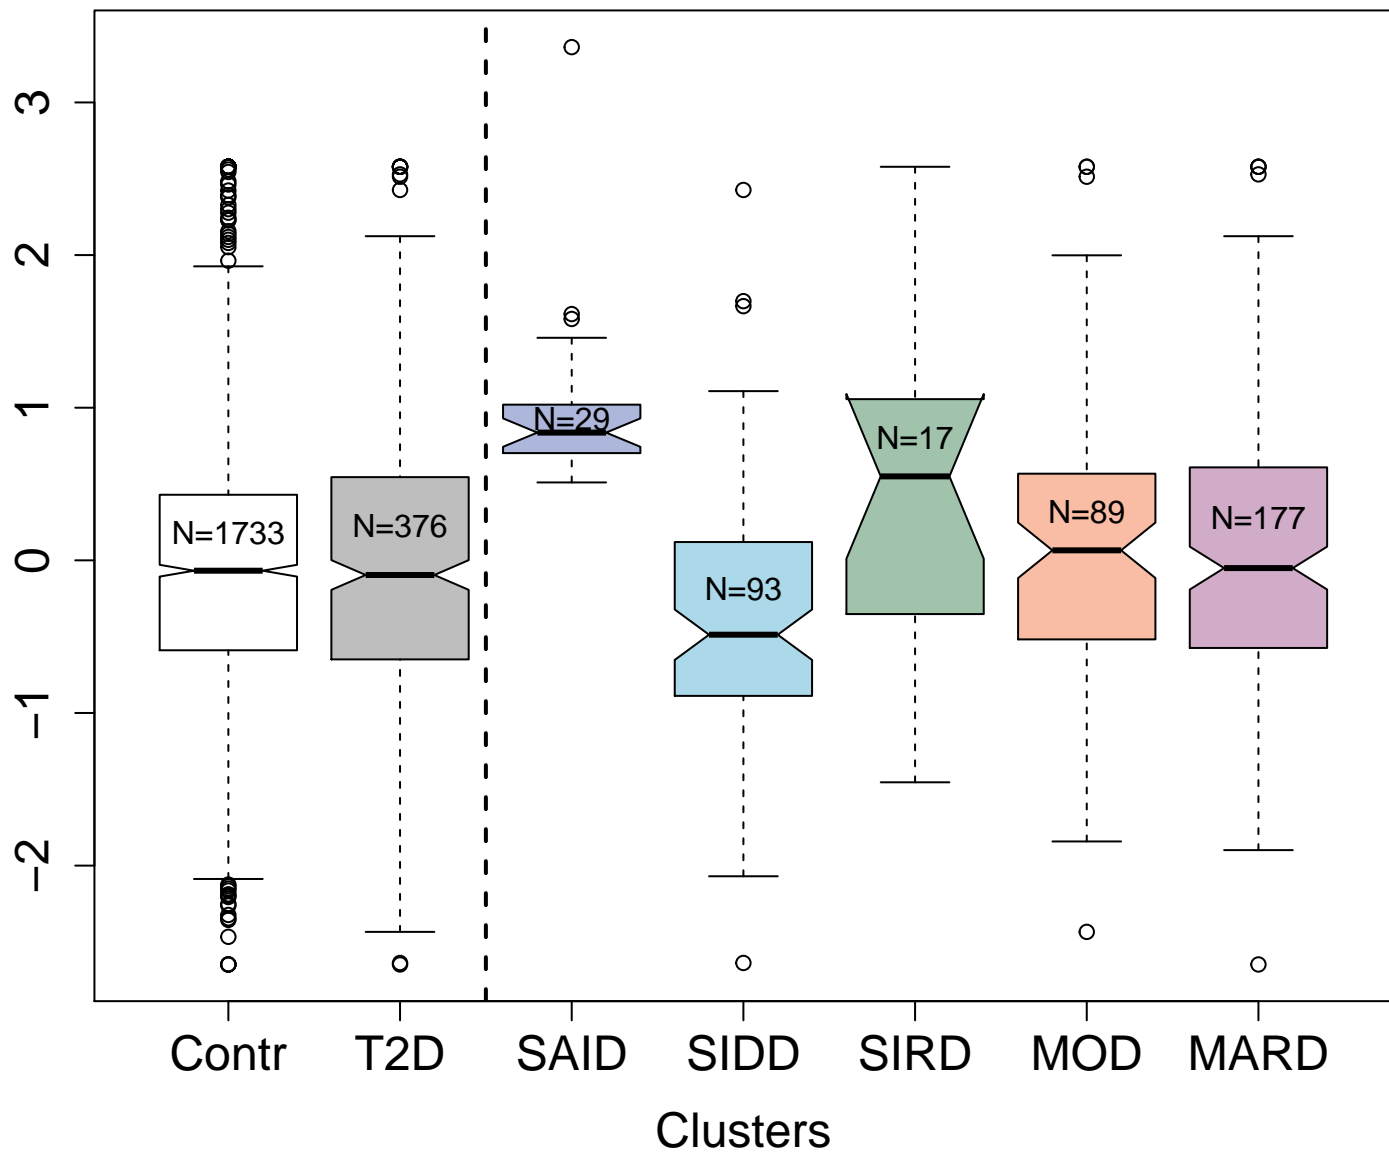 3
2
1
0
−1
−2
N=1733
N=376
N=29
N=93
N=17
N=89
N=177
Contr T2D SAID SIDD SIRD MOD MARD
Clusters